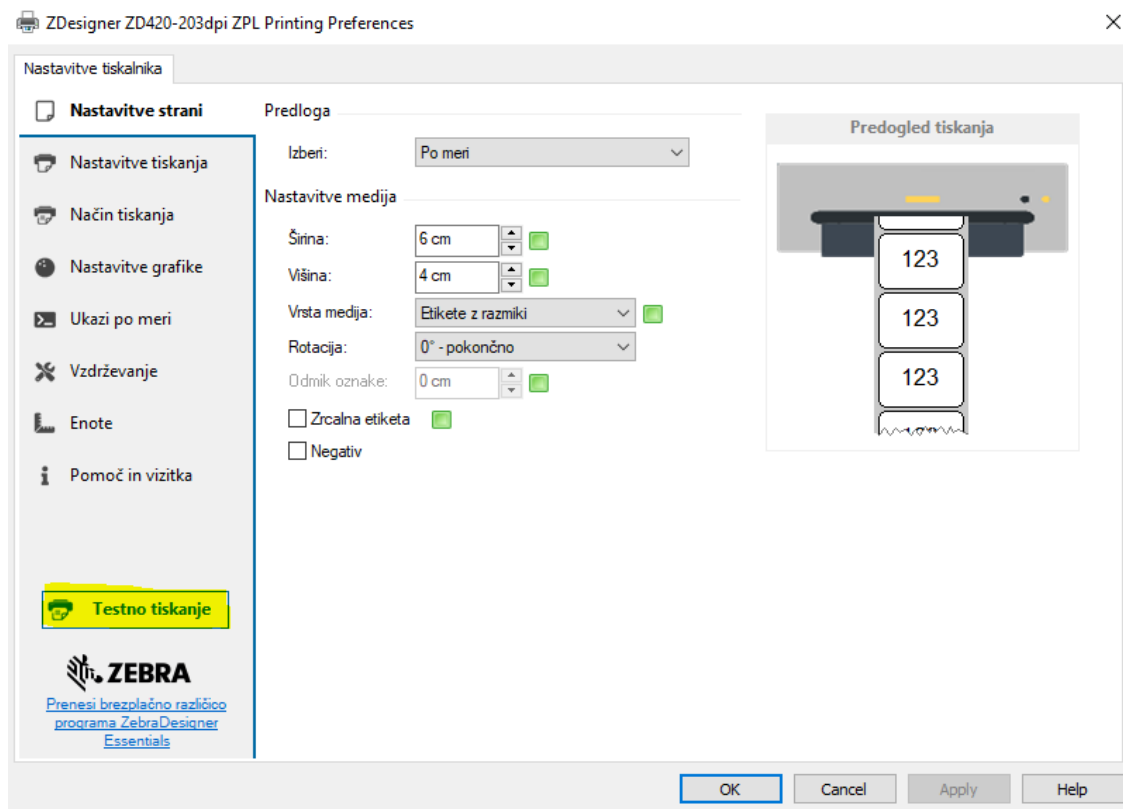 ZDesigner ZD420-203dpi ZPL Printing Preferences
Nastavitve tiskalnika
Nastavitve strani
Nastavitve tiskanja
Način tiskanja
Nastavitve grafike
Ukazi po meri
Vzdrževanje
Enote
Pomoč in vizitka
Testno tiskanje
ZEBRA
Prenesi brezplačno različico
programa ZebraDesigner
Essentials
Predloga
Izberi: Po meri
Nastavitve medija
Širina: 6 cm
Višina: 4 cm
Vrsta medija: Etikete z razmiki
Rotacija: 0° - pokončno
Odmik oznake: 0 cm
Zrcalna etiketa
Negativ
Predogled tiskanja
123
123
123
OK Cancel Apply Help